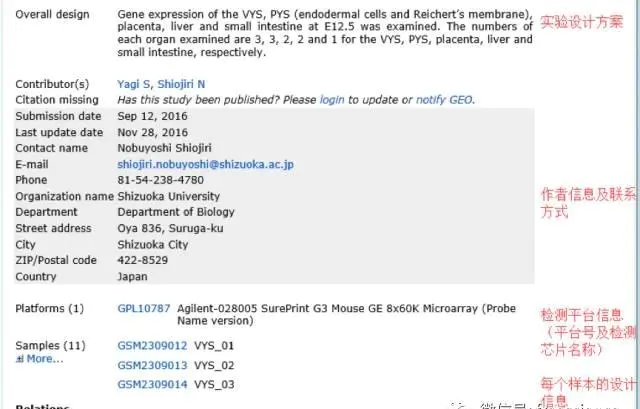 Overall design Gene expression of the VYS, PYS (endodermal cells and Reichert's membrane), 实验设计方案
placenta, liver and small intestine at E12.5 was examined. The numbers
of each organ examined are 3, 3, 2, 2 and 1 for the VYS, PYS, placenta, liver and
small intestine, respectively.
Contributor(s) Yagi S, Shiojiri N
Citation missing Has this study been published? Please login to update or notify GEO.
Submission date Sep 12, 2016
Last update date Nov 28, 2016
Contact name Nobuyoshi Shiojiri
E-mail shiojiri.nobuyoshi@shizuoka.ac.jp
Phone 81-54-238-4780
Organization name Shizuoka University
Department Department of Biology
Street address Oya 836, Suruga-ku
City Shizuoka City
ZIP/Postal code 422-8529
Country Japan
作者信息及联系
方式
Platforms (1) GPL10787 Agilent-028005 SurePrint G3 Mouse GE 8x60K Microarray (Probe
Name version)
检测平台信息
（平台号及检测
芯片名称）
Samples (11) GSM2309012 VYS_01
More... GSM2309013 VYS_02
GSM2309014 VYS_03
每个样本的设计
信息
Relations
微信号: